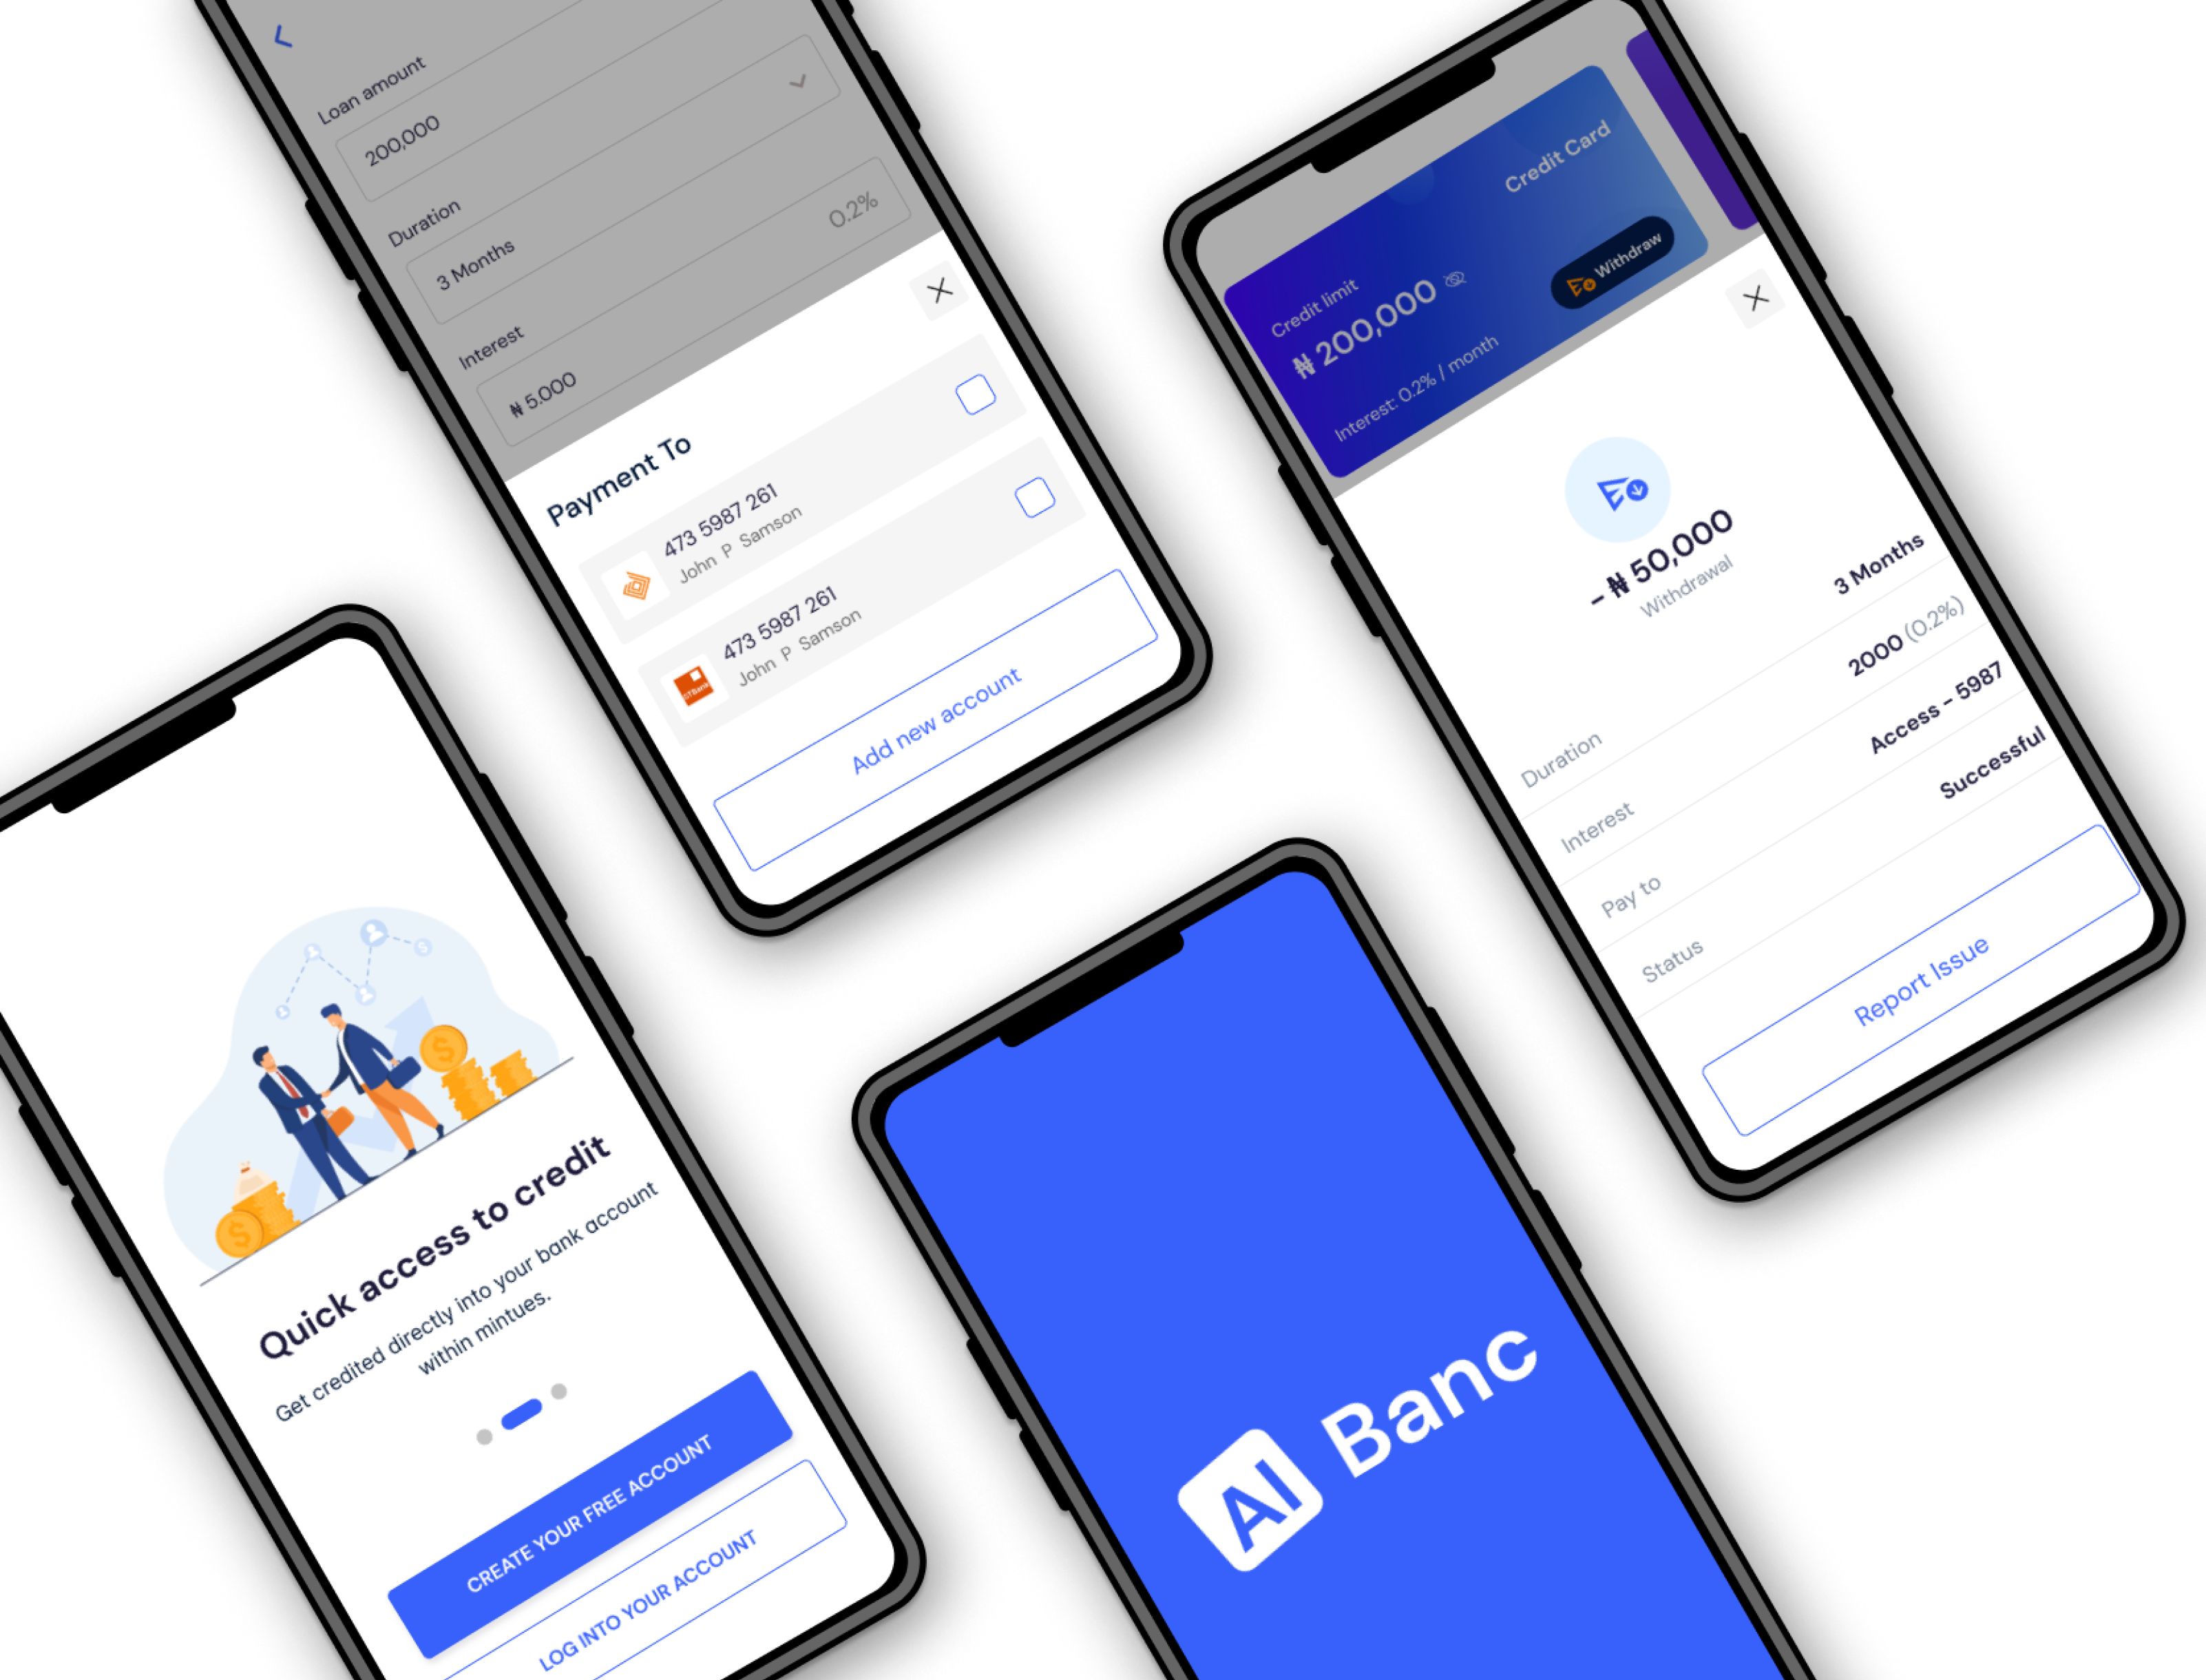 Loan amount
200,000
Duration
3 Months
Interest
₦ 5,000
0.2%
Payment To
473 5987 261
John P Samson
473 5987 261
John P Samson
GTBank
Add new account
Credit Card
Credit limit
₦ 200,000
Interest: 0.2% / month
Withdraw
– ₦ 50,000
Withdrawal
Duration
3 Months
Interest
2000 (0.2%)
Pay to
Access – 5987
Status
Successful
Report Issue
Quick access to credit
Get credited directly into your bank account
within mintues.
CREATE YOUR FREE ACCOUNT
LOG INTO YOUR ACCOUNT
AI Banc